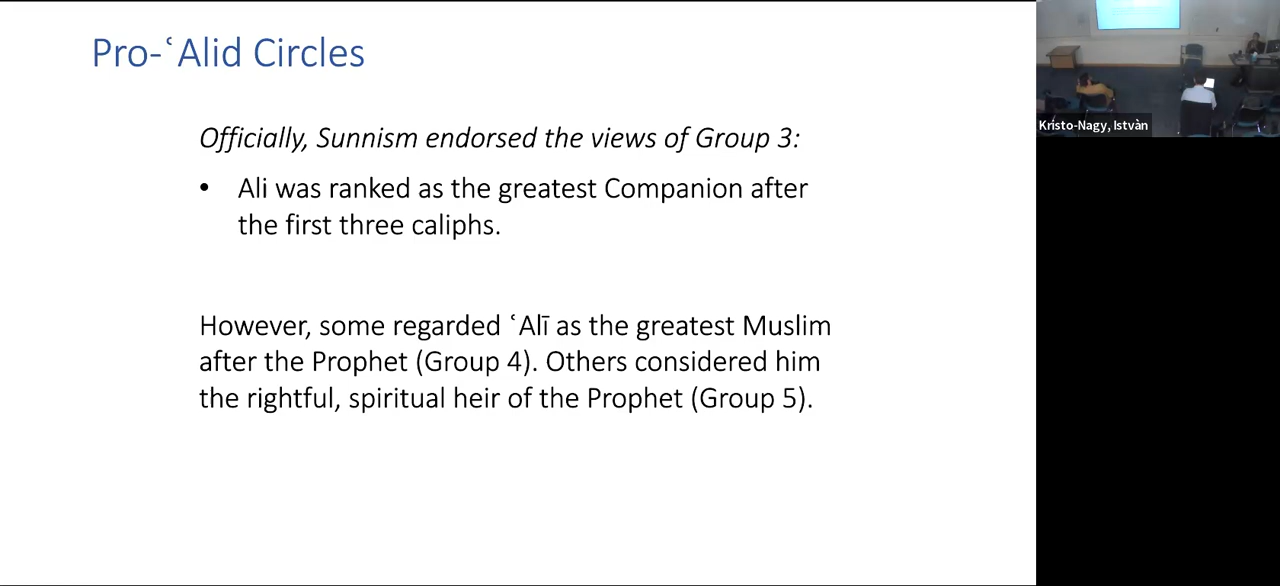 Pro-ʿAlid Circles
Officially, Sunnism endorsed the views of Group 3:
• Ali was ranked as the greatest Companion after
the first three caliphs.
However, some regarded ʿAlī as the greatest Muslim
after the Prophet (Group 4). Others considered him
the rightful, spiritual heir of the Prophet (Group 5).
Kristo-Nagy, Istvàn